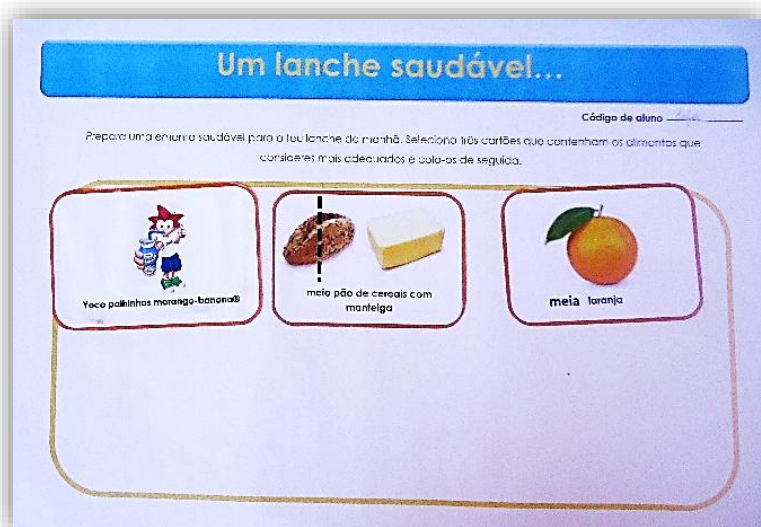 Um lanche saudável...
Código de aluno
Prepara uma ementa saudável para o teu lanche da manhã. Seleciona três cartões que contenham os alimentos que
consideres mais adequados e cola-os de seguida.
Yoco palhinhas morango-banana®
meio pão de cereais com
manteiga
meia laranja